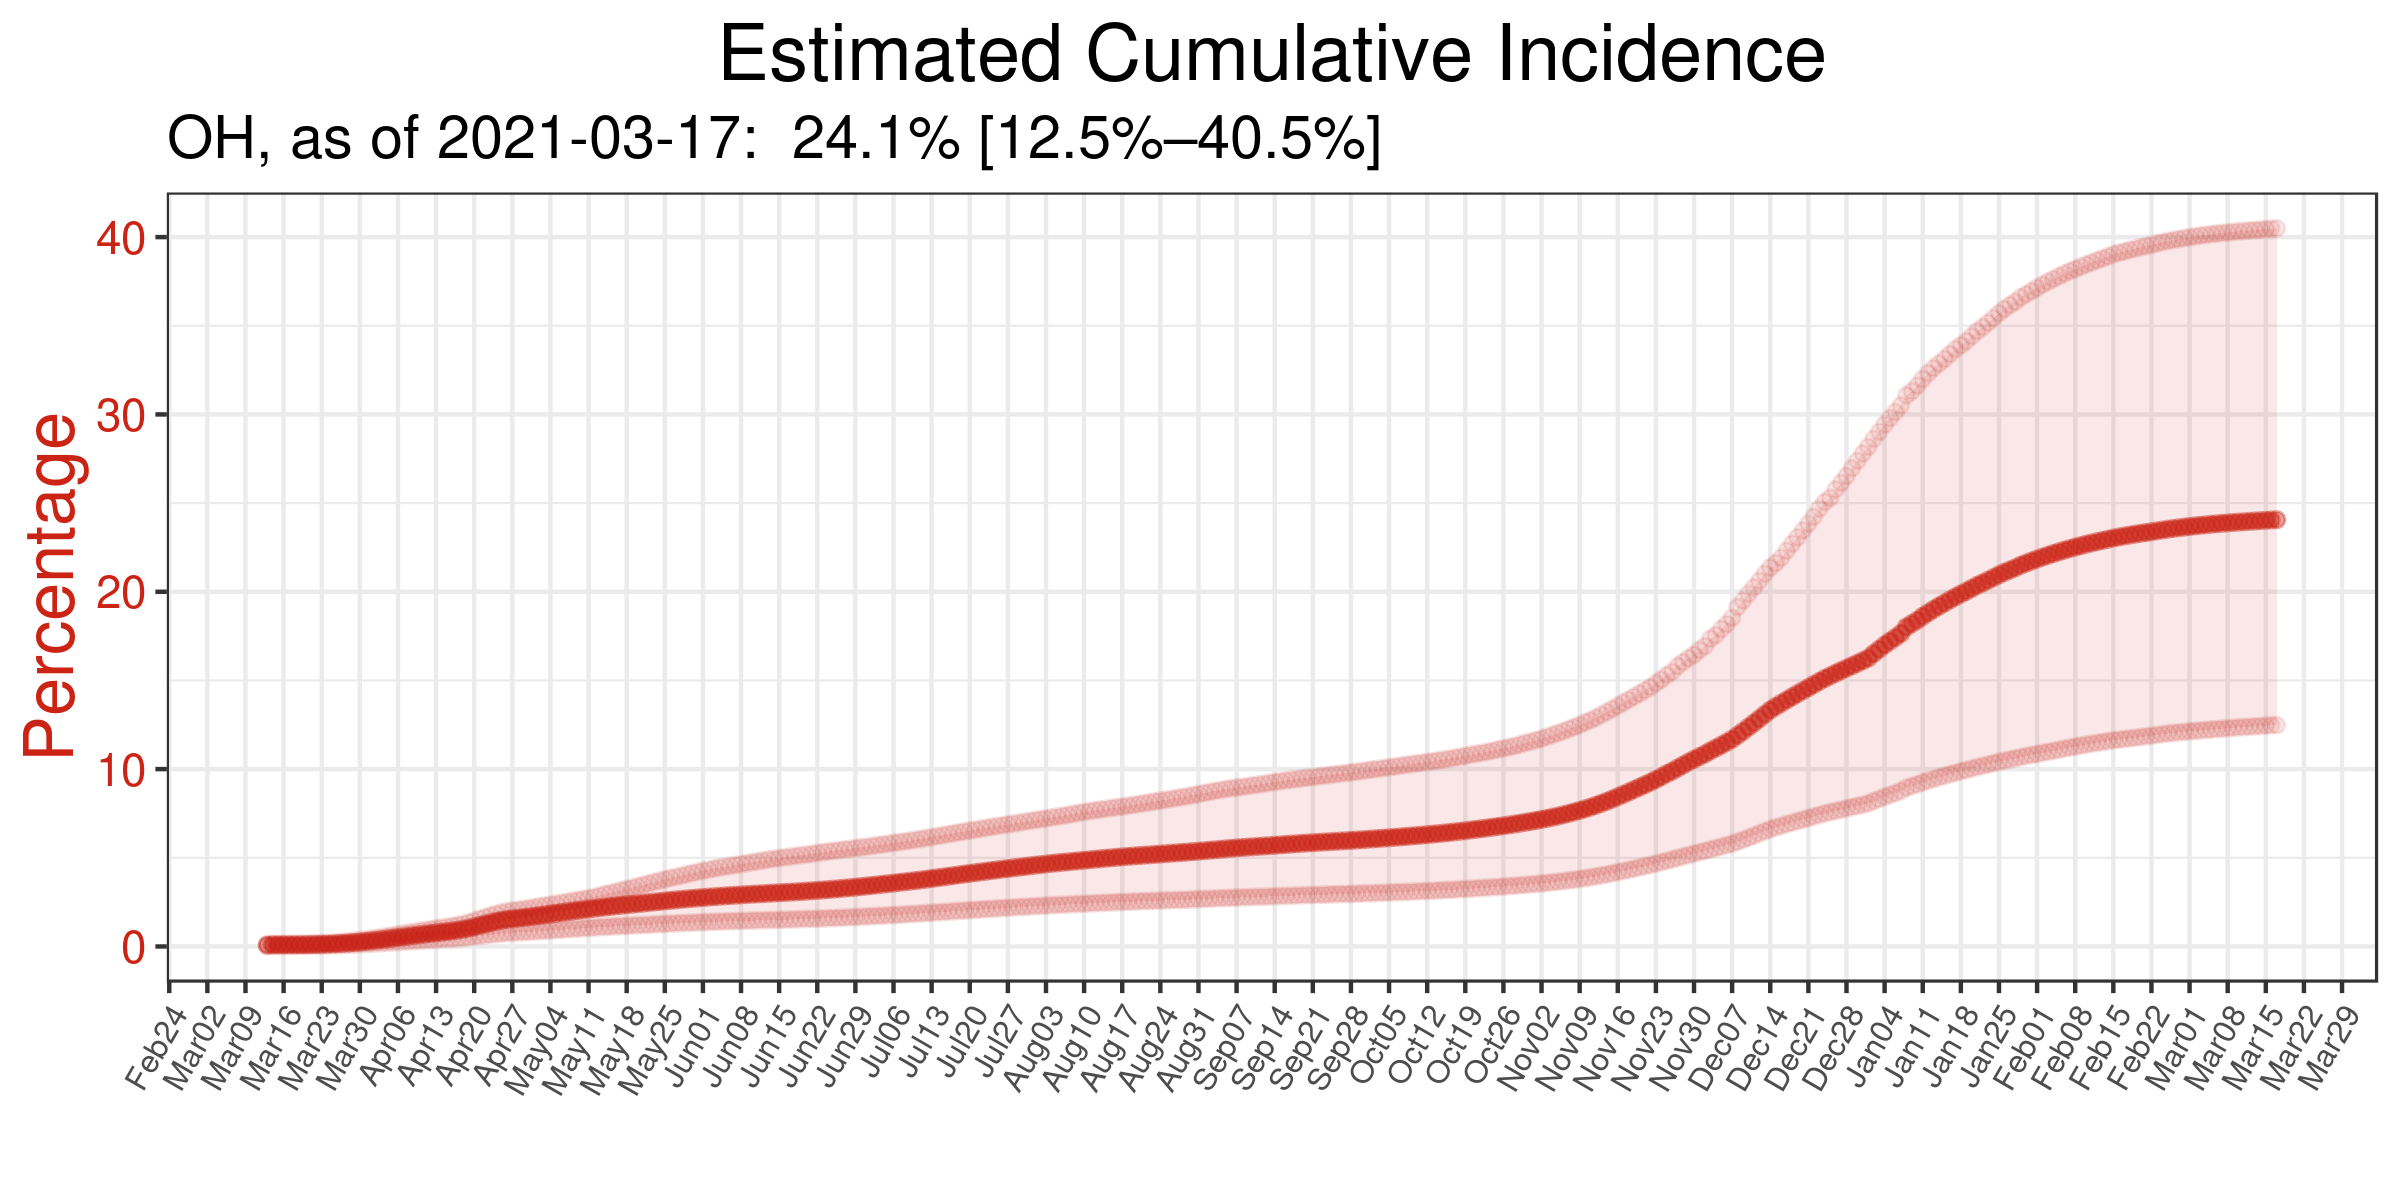 Estimated Cumulative Incidence
OH, as of 2021-03-17:  24.1% [12.5%–40.5%]
Percentage
40
30
20
10
0
Feb24
Mar02
Mar09
Mar16
Mar23
Mar30
Apr06
Apr13
Apr20
Apr27
May04
May11
May18
May25
Jun01
Jun08
Jun15
Jun22
Jun29
Jul06
Jul13
Jul20
Jul27
Aug03
Aug10
Aug17
Aug24
Aug31
Sep07
Sep14
Sep21
Sep28
Oct05
Oct12
Oct19
Oct26
Nov02
Nov09
Nov16
Nov23
Nov30
Dec07
Dec14
Dec21
Dec28
Jan04
Jan11
Jan18
Jan25
Feb01
Feb08
Feb15
Feb22
Mar01
Mar08
Mar15
Mar22
Mar29